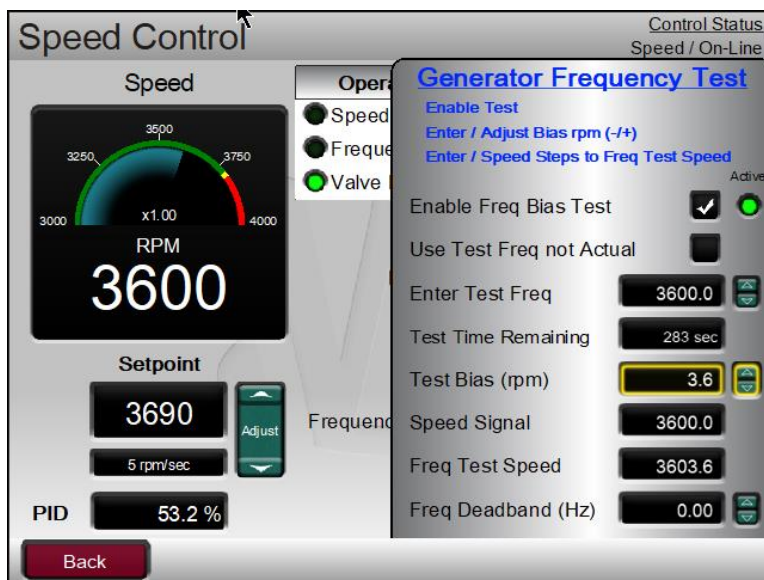 Speed Control
Control Status
Speed / On-Line
Speed
3000
3250
3500
3750
4000
x1.00
RPM
3600
Setpoint
3690
Adjust
5 rpm/sec
PID
53.2 %
Opera
Speed
Freque
Valve
Frequenc
Generator Frequency Test
Enable Test
Enter / Adjust Bias rpm (-/+)
Enter / Speed Steps to Freq Test Speed
Active
Enable Freq Bias Test
Use Test Freq not Actual
Enter Test Freq 3600.0
Test Time Remaining 283 sec
Test Bias (rpm) 3.6
Speed Signal 3600.0
Freq Test Speed 3603.6
Freq Deadband (Hz) 0.00
Back